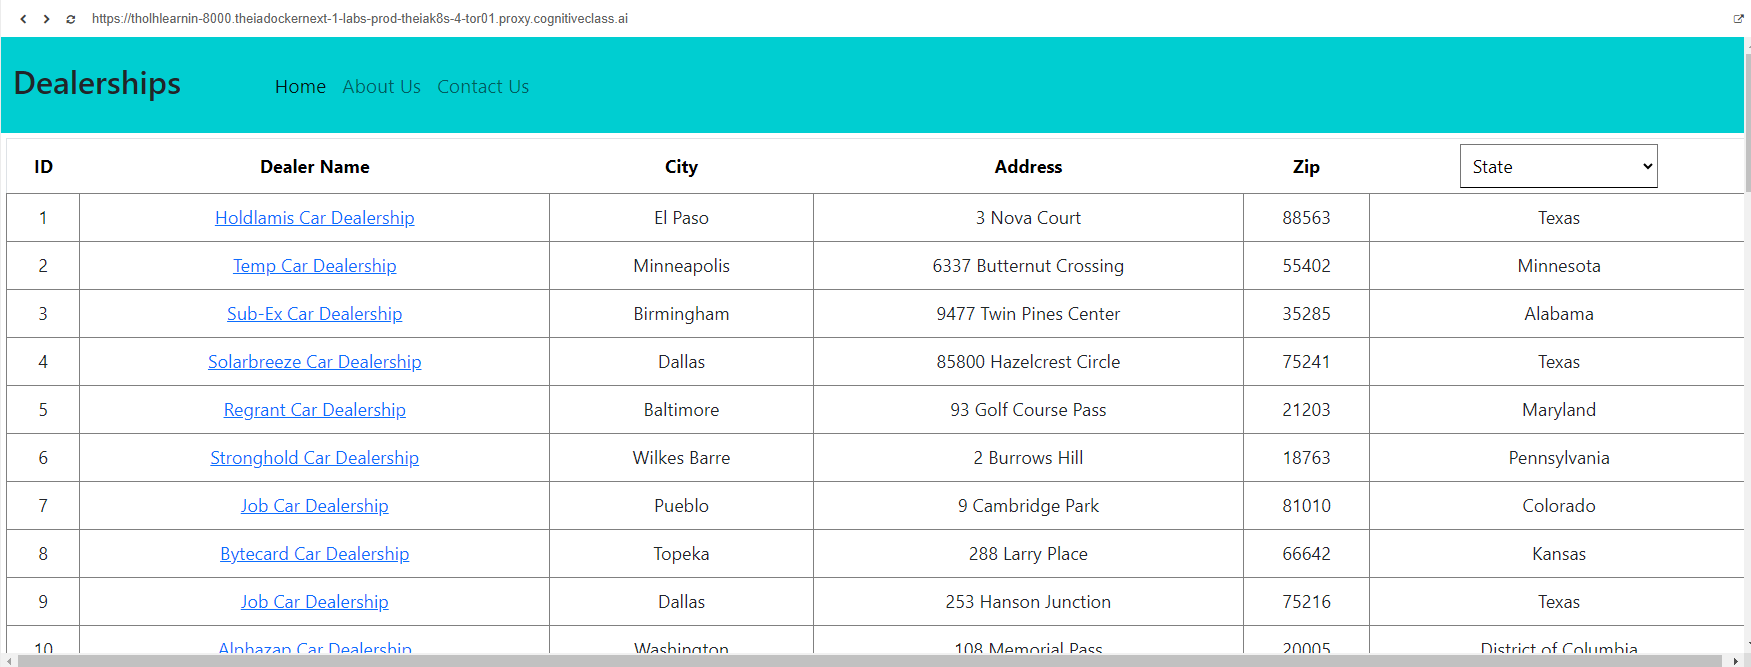 https://tholhlearnin-8000.theiadockernext-1-labs-prod-theiak8s-4-tor01.proxy.cognitiveclass.ai
Dealerships Home About Us Contact Us
ID Dealer Name City Address Zip State
1 Holdlamis Car Dealership El Paso 3 Nova Court 88563 Texas
2 Temp Car Dealership Minneapolis 6337 Butternut Crossing 55402 Minnesota
3 Sub-Ex Car Dealership Birmingham 9477 Twin Pines Center 35285 Alabama
4 Solarbreeze Car Dealership Dallas 85800 Hazelcrest Circle 75241 Texas
5 Regrant Car Dealership Baltimore 93 Golf Course Pass 21203 Maryland
6 Stronghold Car Dealership Wilkes Barre 2 Burrows Hill 18763 Pennsylvania
7 Job Car Dealership Pueblo 9 Cambridge Park 81010 Colorado
8 Bytecard Car Dealership Topeka 288 Larry Place 66642 Kansas
9 Job Car Dealership Dallas 253 Hanson Junction 75216 Texas
10 Alphazap Car Dealership Washington 108 Memorial Pass 20005 District of Columbia